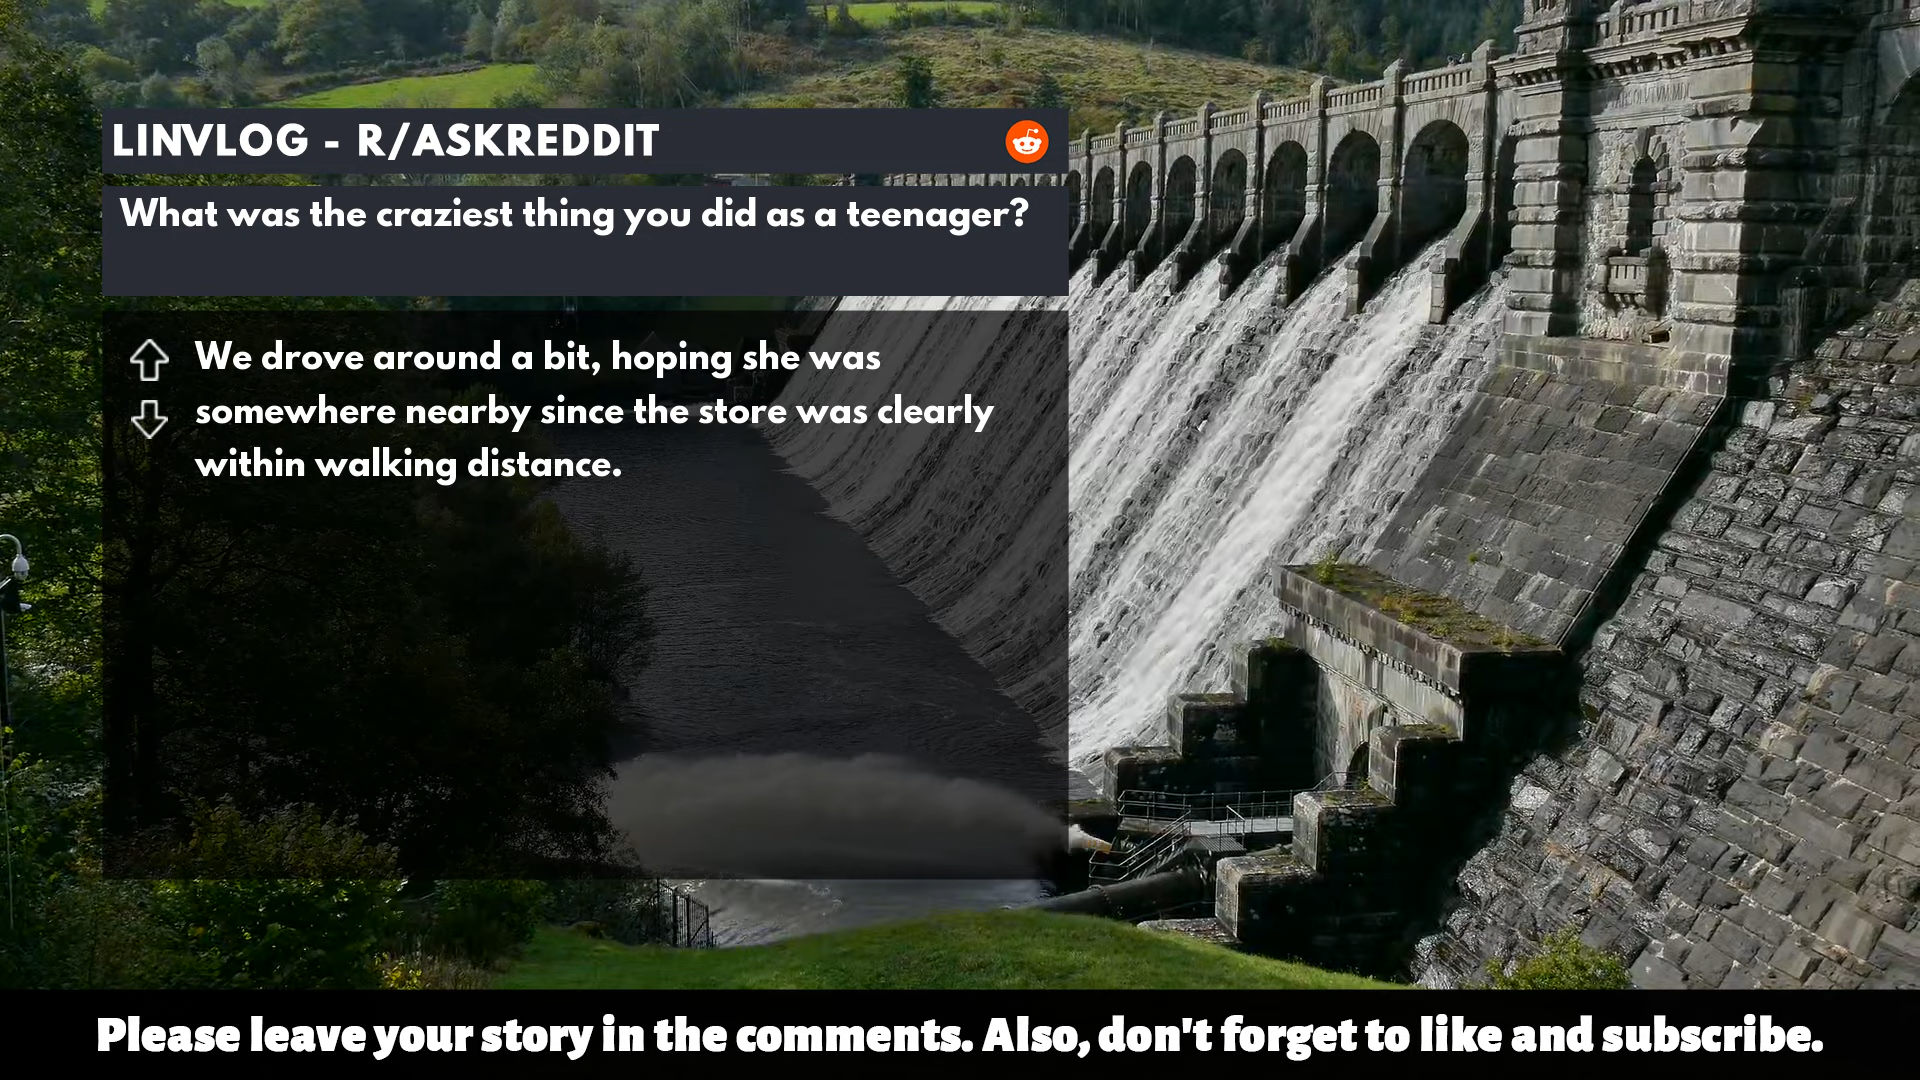 LINVLOG - R/ASKREDDIT
What was the craziest thing you did as a teenager?
We drove around a bit, hoping she was
somewhere nearby since the store was clearly
within walking distance.
Please leave your story in the comments. Also, don't forget to like and subscribe.